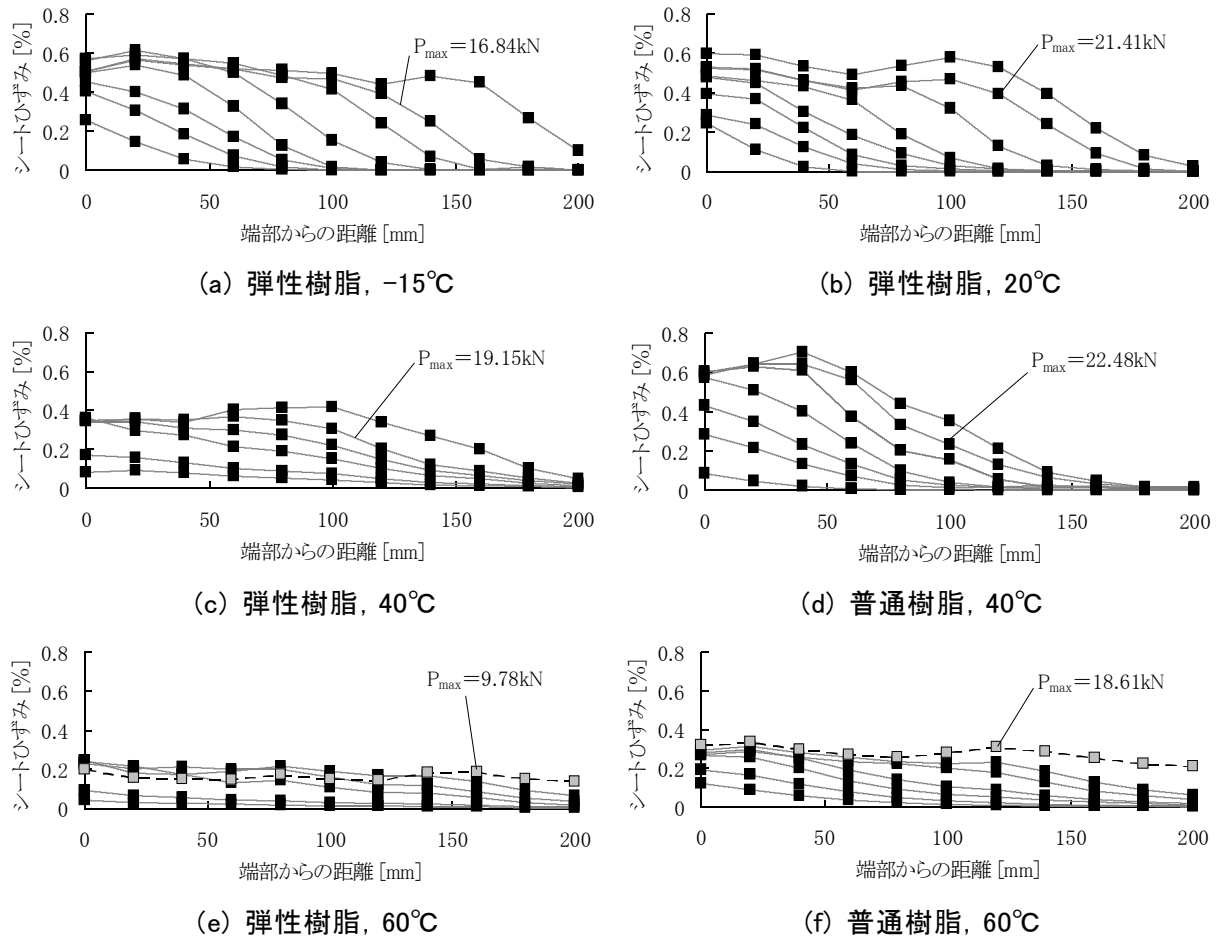 シートひずみ [%]
0.8
0.6
0.4
0.2
0
P_max＝16.84kN
0 50 100 150 200
端部からの距離 [mm]
(a) 弾性樹脂，-15℃
シートひずみ [%]
0.8
0.6
0.4
0.2
0
P_max＝21.41kN
0 50 100 150 200
端部からの距離 [mm]
(b) 弾性樹脂，20℃
シートひずみ [%]
0.8
0.6
0.4
0.2
0
P_max＝19.15kN
0 50 100 150 200
端部からの距離 [mm]
(c) 弾性樹脂，40℃
シートひずみ [%]
0.8
0.6
0.4
0.2
0
P_max＝22.48kN
0 50 100 150 200
端部からの距離 [mm]
(d) 普通樹脂，40℃
シートひずみ [%]
0.8
0.6
0.4
0.2
0
P_max＝9.78kN
0 50 100 150 200
端部からの距離 [mm]
(e) 弾性樹脂，60℃
シートひずみ [%]
0.8
0.6
0.4
0.2
0
P_max＝18.61kN
0 50 100 150 200
端部からの距離 [mm]
(f) 普通樹脂，60℃